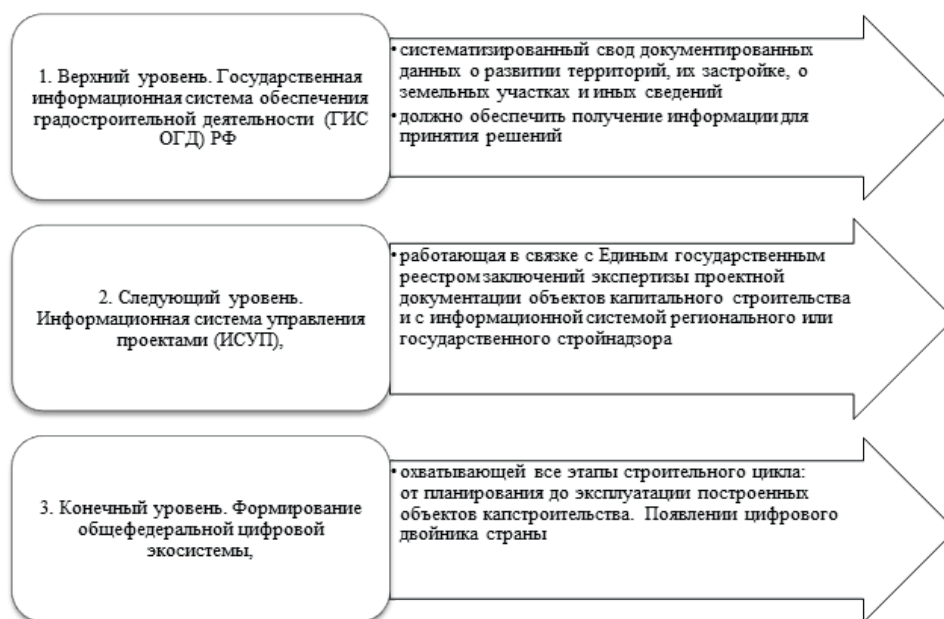 1. Верхний уровень. Государственная
информационная система обеспечения
градостроительной деятельности (ГИС
ОГД) РФ
• систематизированный свод документированных
данных о развитии территорий, их застройке, о
земельных участках и иных сведений
• должно обеспечить получение информации для
принятия решений
2. Следующий уровень.
Информационная система управления
проектами (ИСУП),
• работающая в связке с Единым государственным
реестром заключений экспертизы проектной
документации объектов капитального строительства
и с информационной системой регионального или
государственного стройнадзора
3. Конечный уровень. Формирование
общефедеральной цифровой
экосистемы,
• охватывающей все этапы строительного цикла:
от планирования до эксплуатации построенных
объектов капстроительства. Появлении цифрового
двойника страны